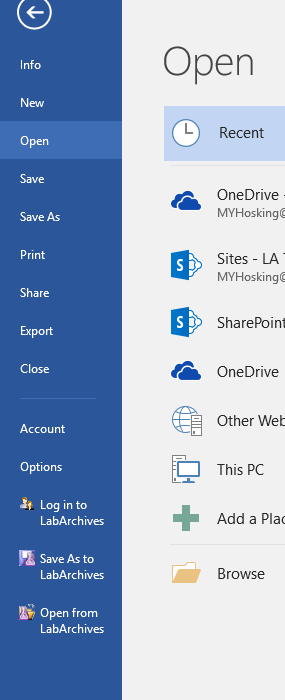 Info
New
Open
Save
Save As
Print
Share
Export
Close
Account
Options
Log in to
LabArchives
Save As to
LabArchives
Open from
LabArchives
Open
Recent
OneDrive -
MYHosking@
Sites - LA
MYHosking@
SharePoint
OneDrive
Other Web
This PC
Add a Plac
Browse